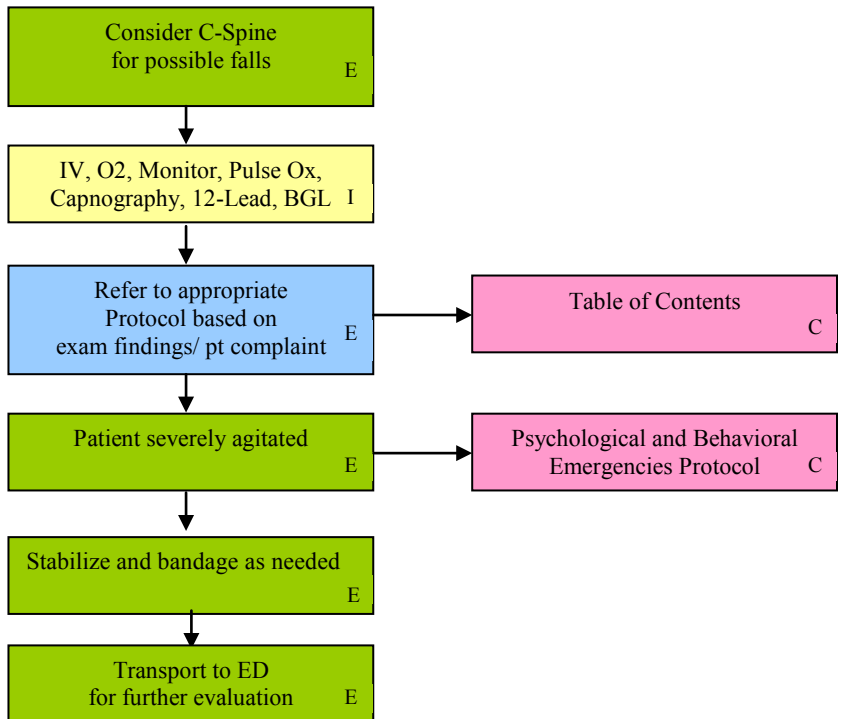 Consider C-Spine
for possible falls
E
IV, O2, Monitor, Pulse Ox,
Capnography, 12-Lead, BGL I
Refer to appropriate
Protocol based on
exam findings/ pt complaint
E
Table of Contents
C
Patient severely agitated
E
Psychological and Behavioral
Emergencies Protocol C
Stabilize and bandage as needed
E
Transport to ED
for further evaluation E